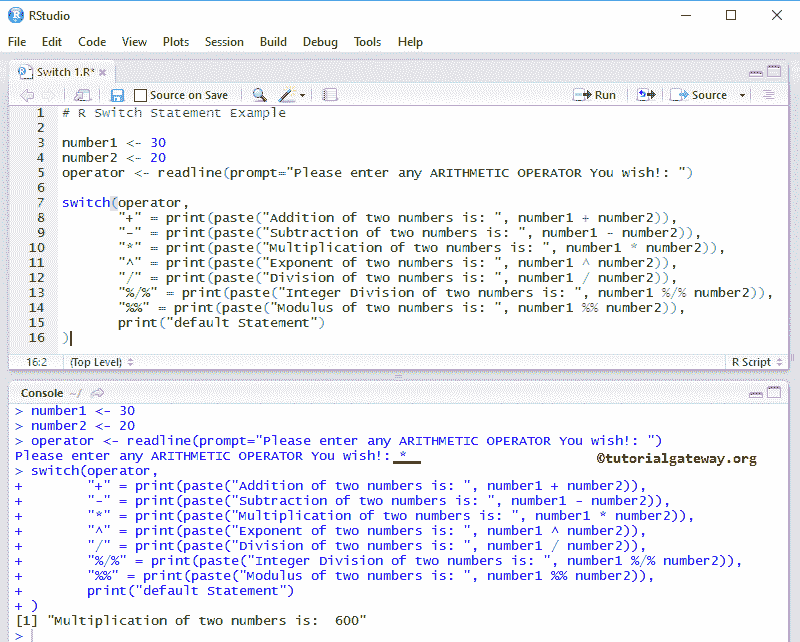 RStudio
File Edit Code View Plots Session Build Debug Tools Help
Switch 1.R*
Source on Save Run Source
1 # R Switch Statement Example
2
3 number1 <- 30
4 number2 <- 20
5 operator <- readline(prompt="Please enter any ARITHMETIC OPERATOR You wish!: ")
6
7 switch(operator,
8        "+" = print(paste("Addition of two numbers is: ", number1 + number2)),
9        "-" = print(paste("Subtraction of two numbers is: ", number1 - number2)),
10        "*" = print(paste("Multiplication of two numbers is: ", number1 * number2)),
11        "^" = print(paste("Exponent of two numbers is: ", number1 ^ number2)),
12        "/" = print(paste("Division of two numbers is: ", number1 / number2)),
13        "%/%" = print(paste("Integer Division of two numbers is: ", number1 %/% number2)),
14        "%%" = print(paste("Modulus of two numbers is: ", number1 %% number2)),
15        print("default Statement")
16 )
16:2 (Top Level) R Script
Console ~/
> number1 <- 30
> number2 <- 20
> operator <- readline(prompt="Please enter any ARITHMETIC OPERATOR You wish!: ")
Please enter any ARITHMETIC OPERATOR You wish!: *
©tutorialgateway.org
> switch(operator,
+        "+" = print(paste("Addition of two numbers is: ", number1 + number2)),
+        "-" = print(paste("Subtraction of two numbers is: ", number1 - number2)),
+        "*" = print(paste("Multiplication of two numbers is: ", number1 * number2)),
+        "^" = print(paste("Exponent of two numbers is: ", number1 ^ number2)),
+        "/" = print(paste("Division of two numbers is: ", number1 / number2)),
+        "%/%" = print(paste("Integer Division of two numbers is: ", number1 %/% number2)),
+        "%%" = print(paste("Modulus of two numbers is: ", number1 %% number2)),
+        print("default Statement")
+ )
[1] "Multiplication of two numbers is:  600"
>